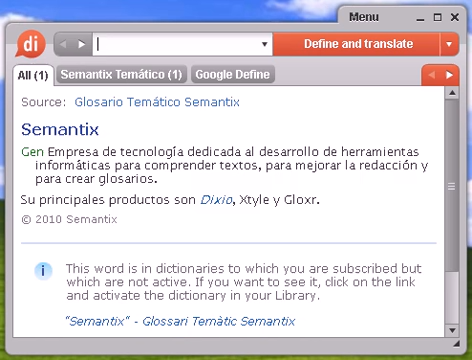 Menu
di
Define and translate
All (1)
Semantix Temático (1)
Google Define
Source: Glosario Temático Semantix
Semantix
Gen Empresa de tecnología dedicada al desarrollo de herramientas
informáticas para comprender textos, para mejorar la redacción y
para crear glosarios.
Su principales productos son Dixio, Xtyle y Gloxr.
© 2010 Semantix
i
This word is in dictionaries to which you are subscribed but
which are not active. If you want to see it, click on the link
and activate the dictionary in your Library.
"Semantix" - Glossari Temàtic Semantix